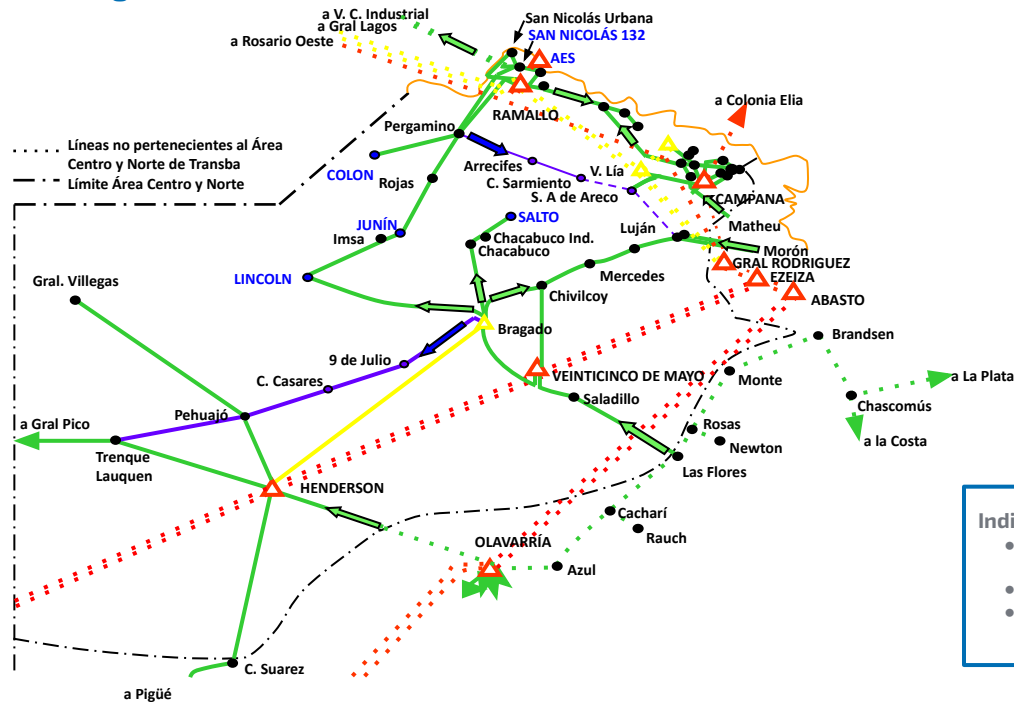 a V. C. Industrial
a Gral Lagos
a Rosario Oeste
San Nicolás Urbana
SAN NICOLÁS 132
AES
RAMALLO
a Colonia Elia
Líneas no pertenecientes al Área
Centro y Norte de Transba
Límite Área Centro y Norte
Pergamino
Arrecifes
COLON
Rojas
C. Sarmiento
V. Lía
S. A de Areco
CAMPANA
Matheu
JUNÍN
Imsa
SALTO
Chacabuco Ind.
Chacabuco
Luján
Morón
LINCOLN
Mercedes
GRAL RODRIGUEZ
EZEIZA
ABASTO
Gral. Villegas
Chivilcoy
Bragado
Brandsen
9 de Julio
C. Casares
VEINTICINCO DE MAYO
Monte
a La Plata
Saladillo
Chascomús
Pehuajó
a Gral Pico
Rosas
Newton
a la Costa
Trenque
Lauquen
Las Flores
HENDERSON
Cacharí
Rauch
OLAVARRÍA
Azul
C. Suarez
a Pigüé
Indi